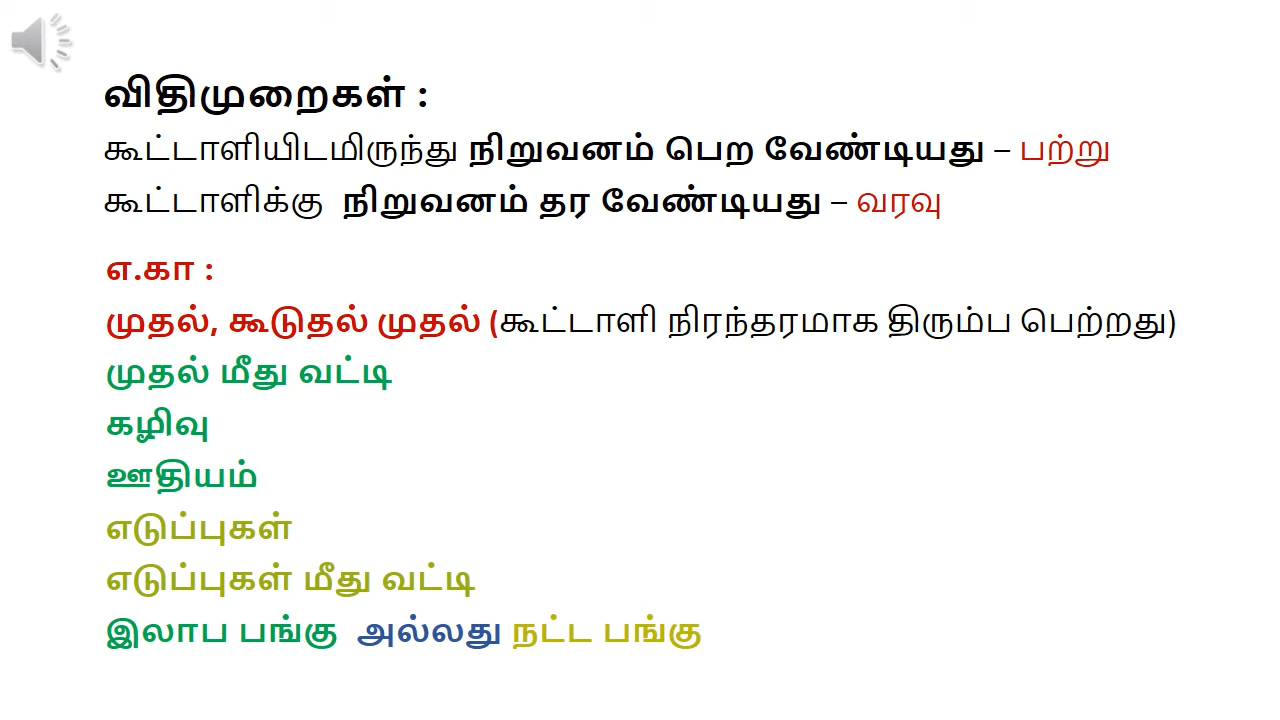 விதிமுறைகள் :
கூட்டாளியிடமிருந்து நிறுவனம் பெற வேண்டியது – பற்று
கூட்டாளிக்கு நிறுவனம் தர வேண்டியது – வரவு
எ.கா :
முதல், கூடுதல் முதல் (கூட்டாளி நிரந்தரமாக திரும்ப பெற்றது)
முதல் மீது வட்டி
கழிவு
ஊதியம்
எடுப்புகள்
எடுப்புகள் மீது வட்டி
இலாப பங்கு அல்லது நட்ட பங்கு